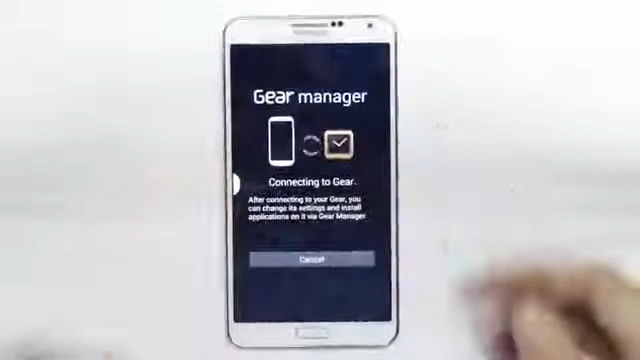 Gear manager
Connecting to Gear.
After connecting to your Gear, you
can change its settings and install
applications on it via Gear Manager
Cancel